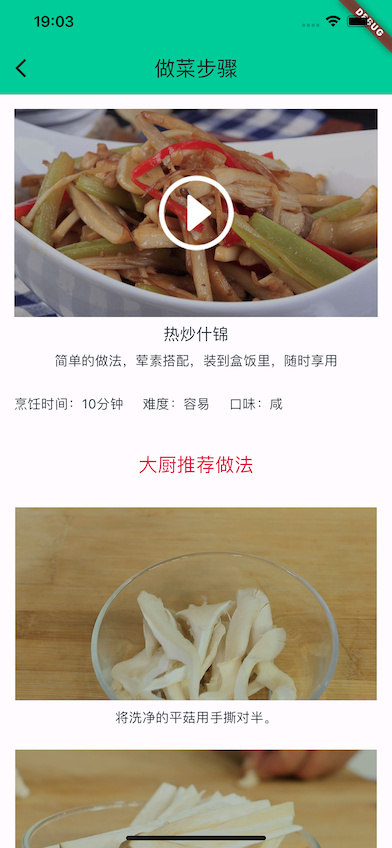 19:03
DEBUG
做菜步骤
热炒什锦
简单的做法，荤素搭配，装到盒饭里，随时享用
烹饪时间：10分钟 难度：容易 口味：咸
大厨推荐做法
将洗净的平菇用手撕对半。